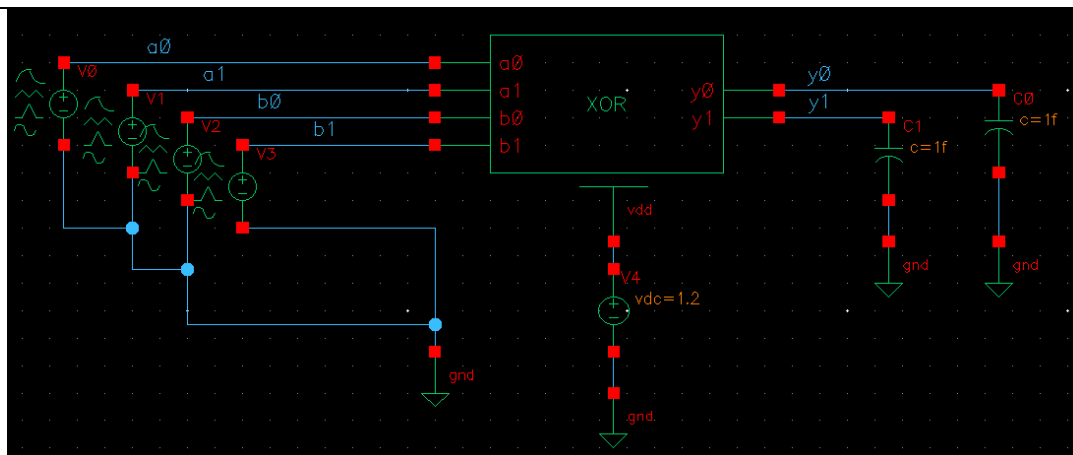 a0
V0
a1
V1
b0
V2
b1
V3
a0
a1
b0
b1
XOR
y0
y1
y0
y1
C0
c=1f
C1
c=1f
vdd
V4
vdc=1.2
gnd
gnd
gnd
gnd